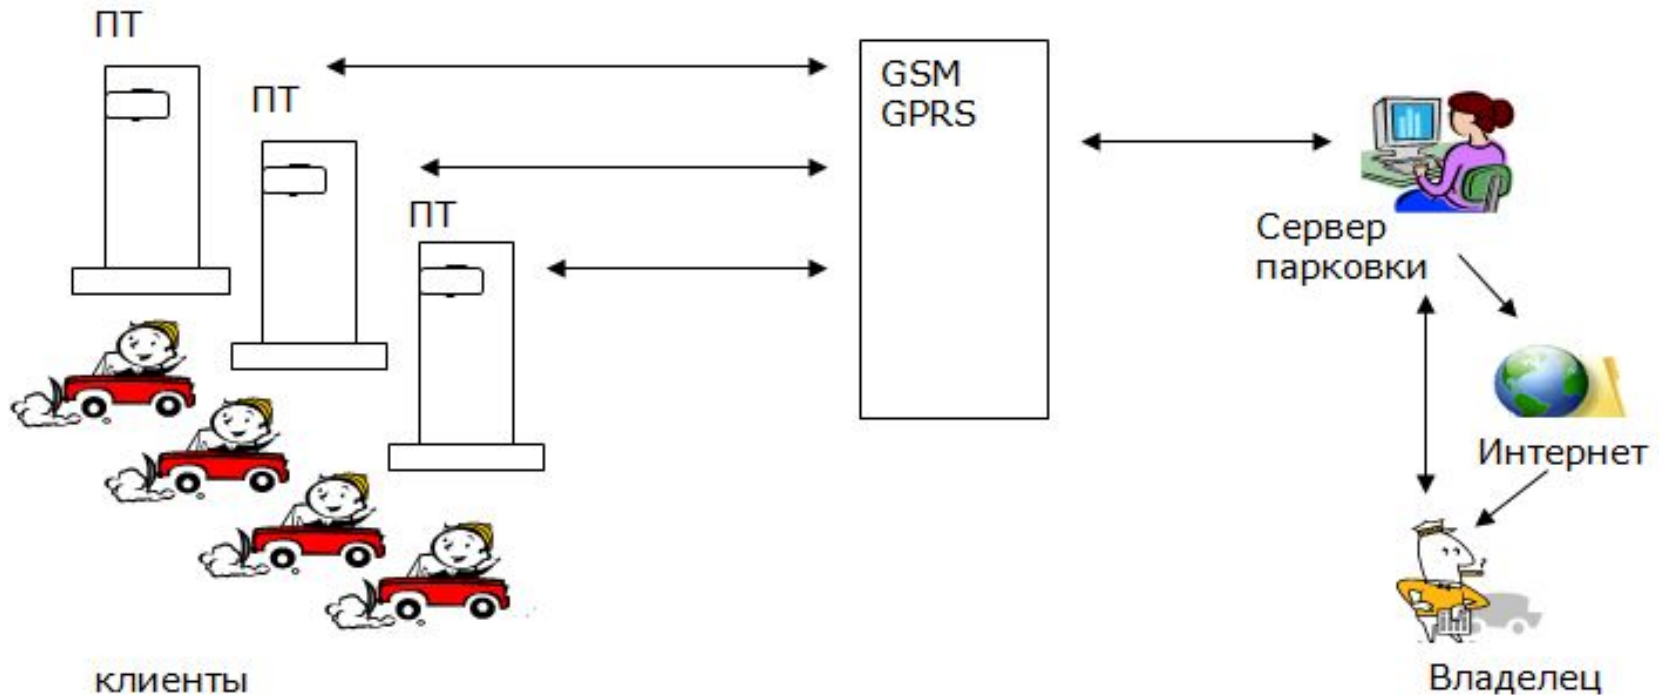 ПТ
ПТ
ПТ
GSM
GPRS
Сервер
парковки
Интернет
клиенты
Владелец